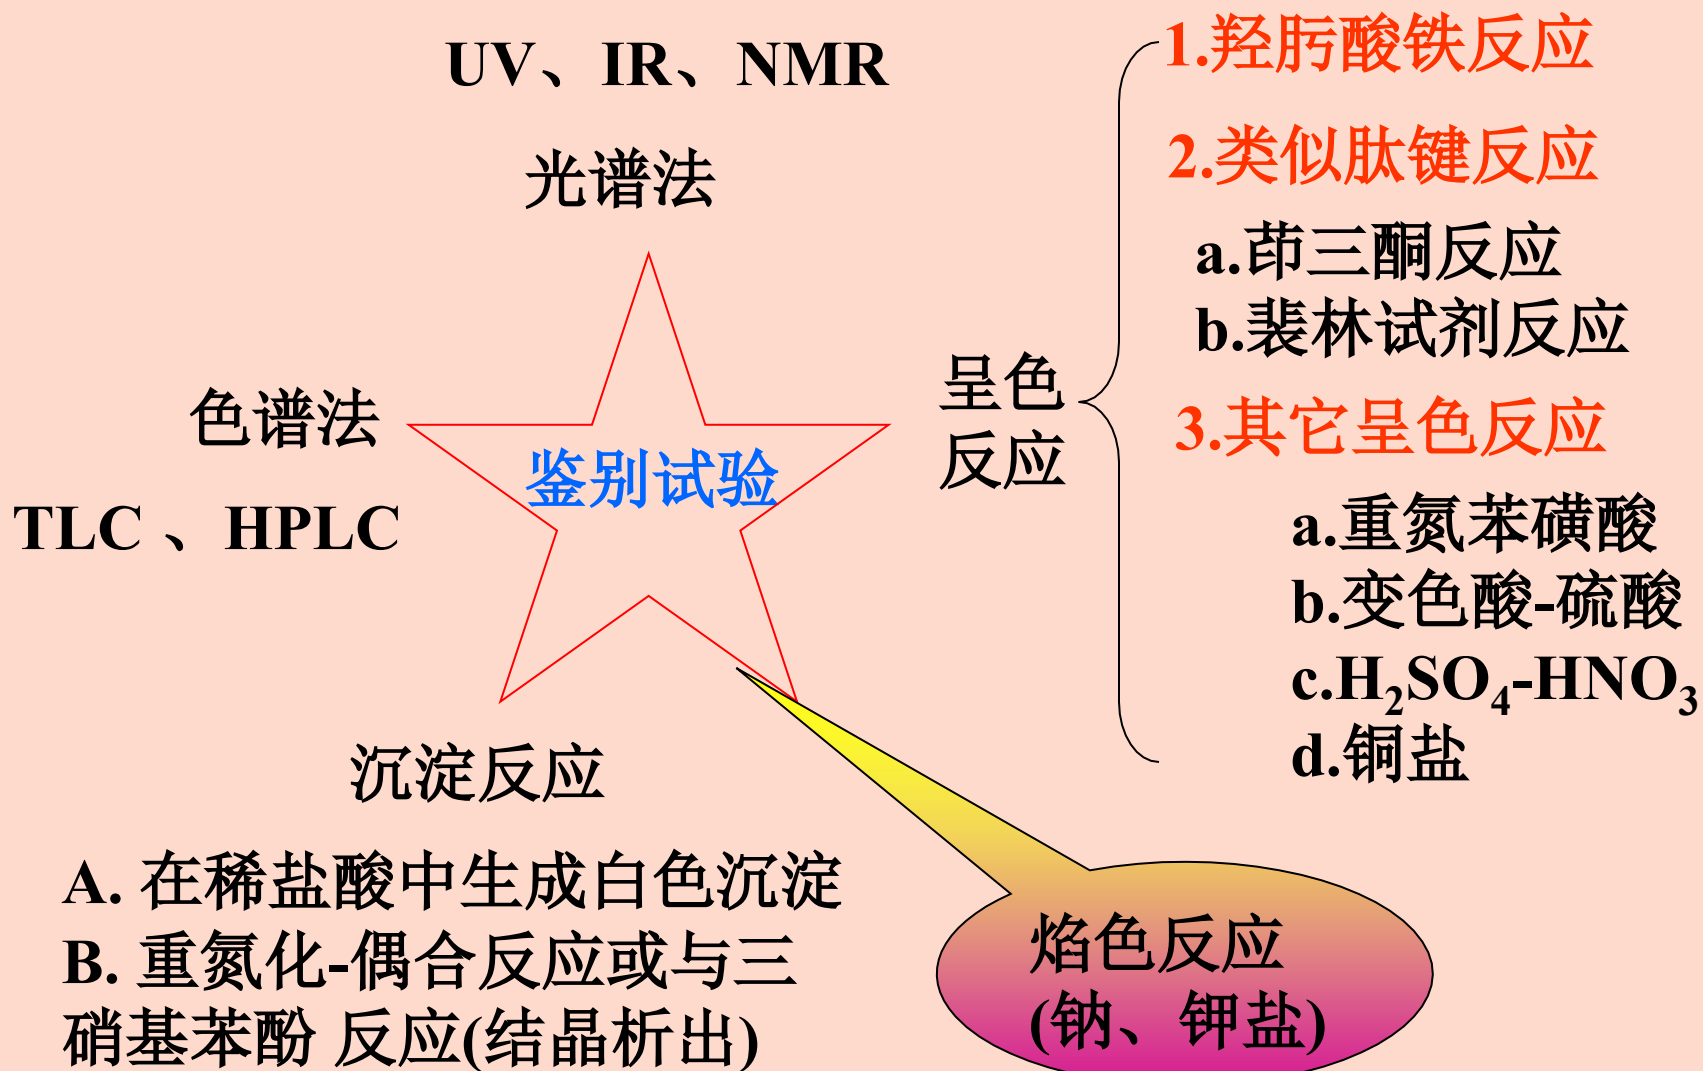 UV、IR、NMR
光谱法
色谱法
TLC 、HPLC
鉴别试验
呈色
反应
1.羟肟酸铁反应
2.类似肽键反应
a.茚三酮反应
b.裴林试剂反应
3.其它呈色反应
a.重氮苯磺酸
b.变色酸-硫酸
c.H₂SO₄-HNO₃
d.铜盐
沉淀反应
A. 在稀盐酸中生成白色沉淀
B. 重氮化-偶合反应或与三
硝基苯酚 反应(结晶析出)
焰色反应
(钠、钾盐)